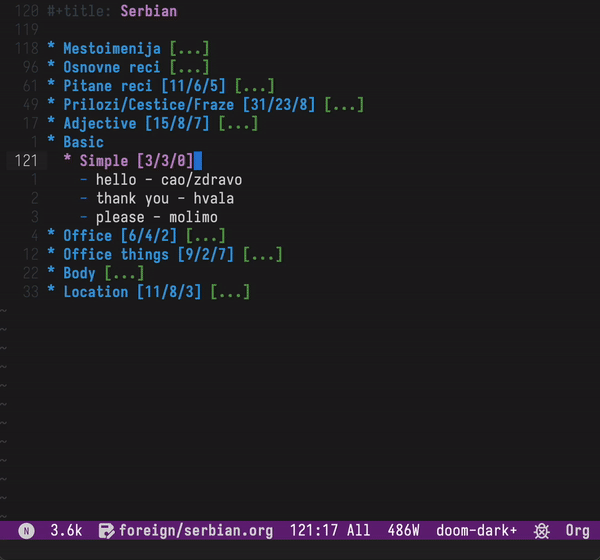 120 #+title: Serbian
119
118 * Mestoimenija [...]
96 * Osnovne reci [...]
61 * Pitane reci [11/6/5] [...]
49 * Prilozi/Cestice/Fraze [31/23/8] [...]
17 * Adjective [15/8/7] [...]
1 * Basic
121 * Simple [3/3/0]
1 - hello - cao/zdravo
2 - thank you - hvala
3 - please - molimo
4 * Office [6/4/2] [...]
12 * Office things [9/2/7] [...]
22 * Body [...]
33 * Location [11/8/3] [...]
~
~
~
~
~
~
~
~
~
~
~
~
N 3.6k foreign/serbian.org 121:17 All 486W doom-dark+ Org